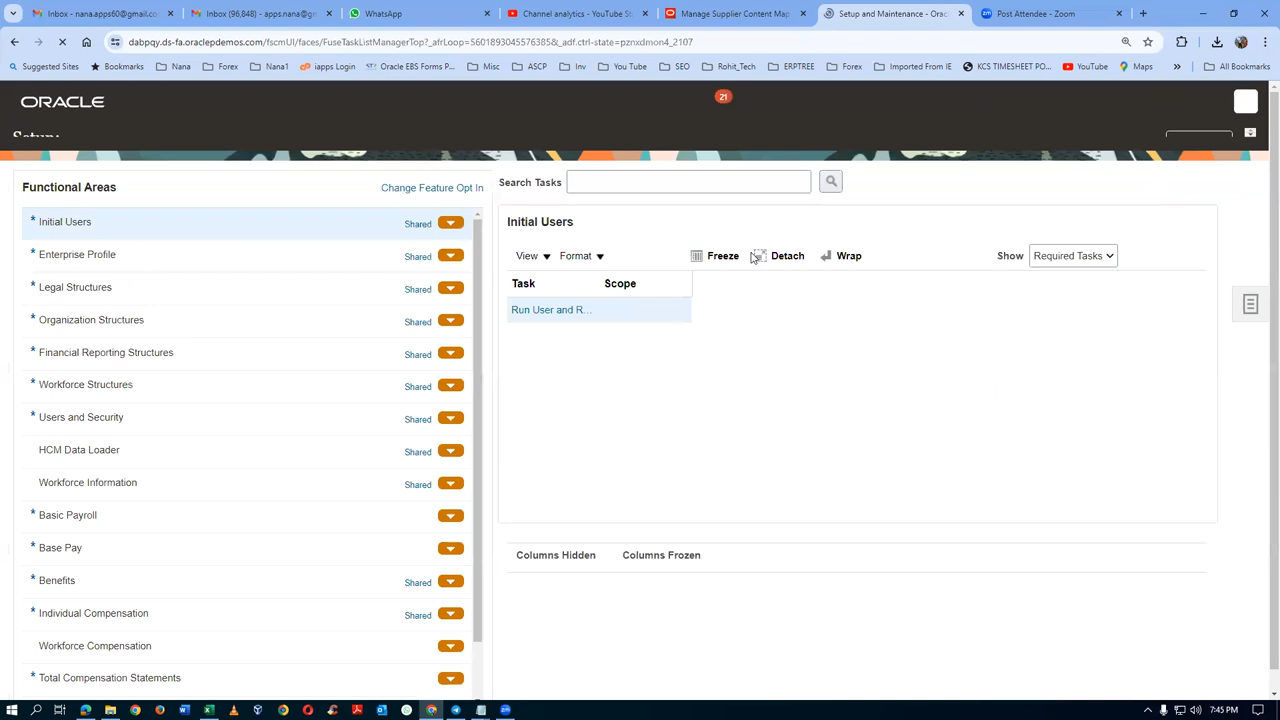 Inbox - nana.apps60@gmail.com
Inbox (96,848) - apps.nana@g
WhatsApp
Channel analytics - YouTube St
Manage Supplier Content Map
Setup and Maintenance - Orac
Post Attendee - Zoom
dabpqy.ds-fa.oraclepdemos.com/fscmUI/faces/FuseTaskListManagerTop?_afrLoop=56018930455576385&_adf.ctrl-state=pznxdmon4_2107
Suggested Sites
Bookmarks
Nana
Forex
Nana1
iapps Login
Oracle EBS Forms P...
Misc
ASCP
Inv
You Tube
SEO
Rohit_Tech
ERPTREE
Forex
Imported From IE
KCS TIMESHEET PO...
YouTube
Maps
»
All Bookmarks
ORACLE
21
Setup:
Functional Areas
Change Feature Opt In
* Initial Users Shared
* Enterprise Profile Shared
* Legal Structures Shared
* Organization Structures Shared
* Financial Reporting Structures Shared
* Workforce Structures Shared
* Users and Security Shared
HCM Data Loader Shared
Workforce Information Shared
* Basic Payroll
* Base Pay
* Benefits Shared
* Individual Compensation Shared
Workforce Compensation
* Total Compensation Statements
Search Tasks
Initial Users
View
Format
Freeze
Detach
Wrap
Show
Required Tasks
Task
Scope
Run User and R...
Columns Hidden
Columns Frozen
7:45 PM